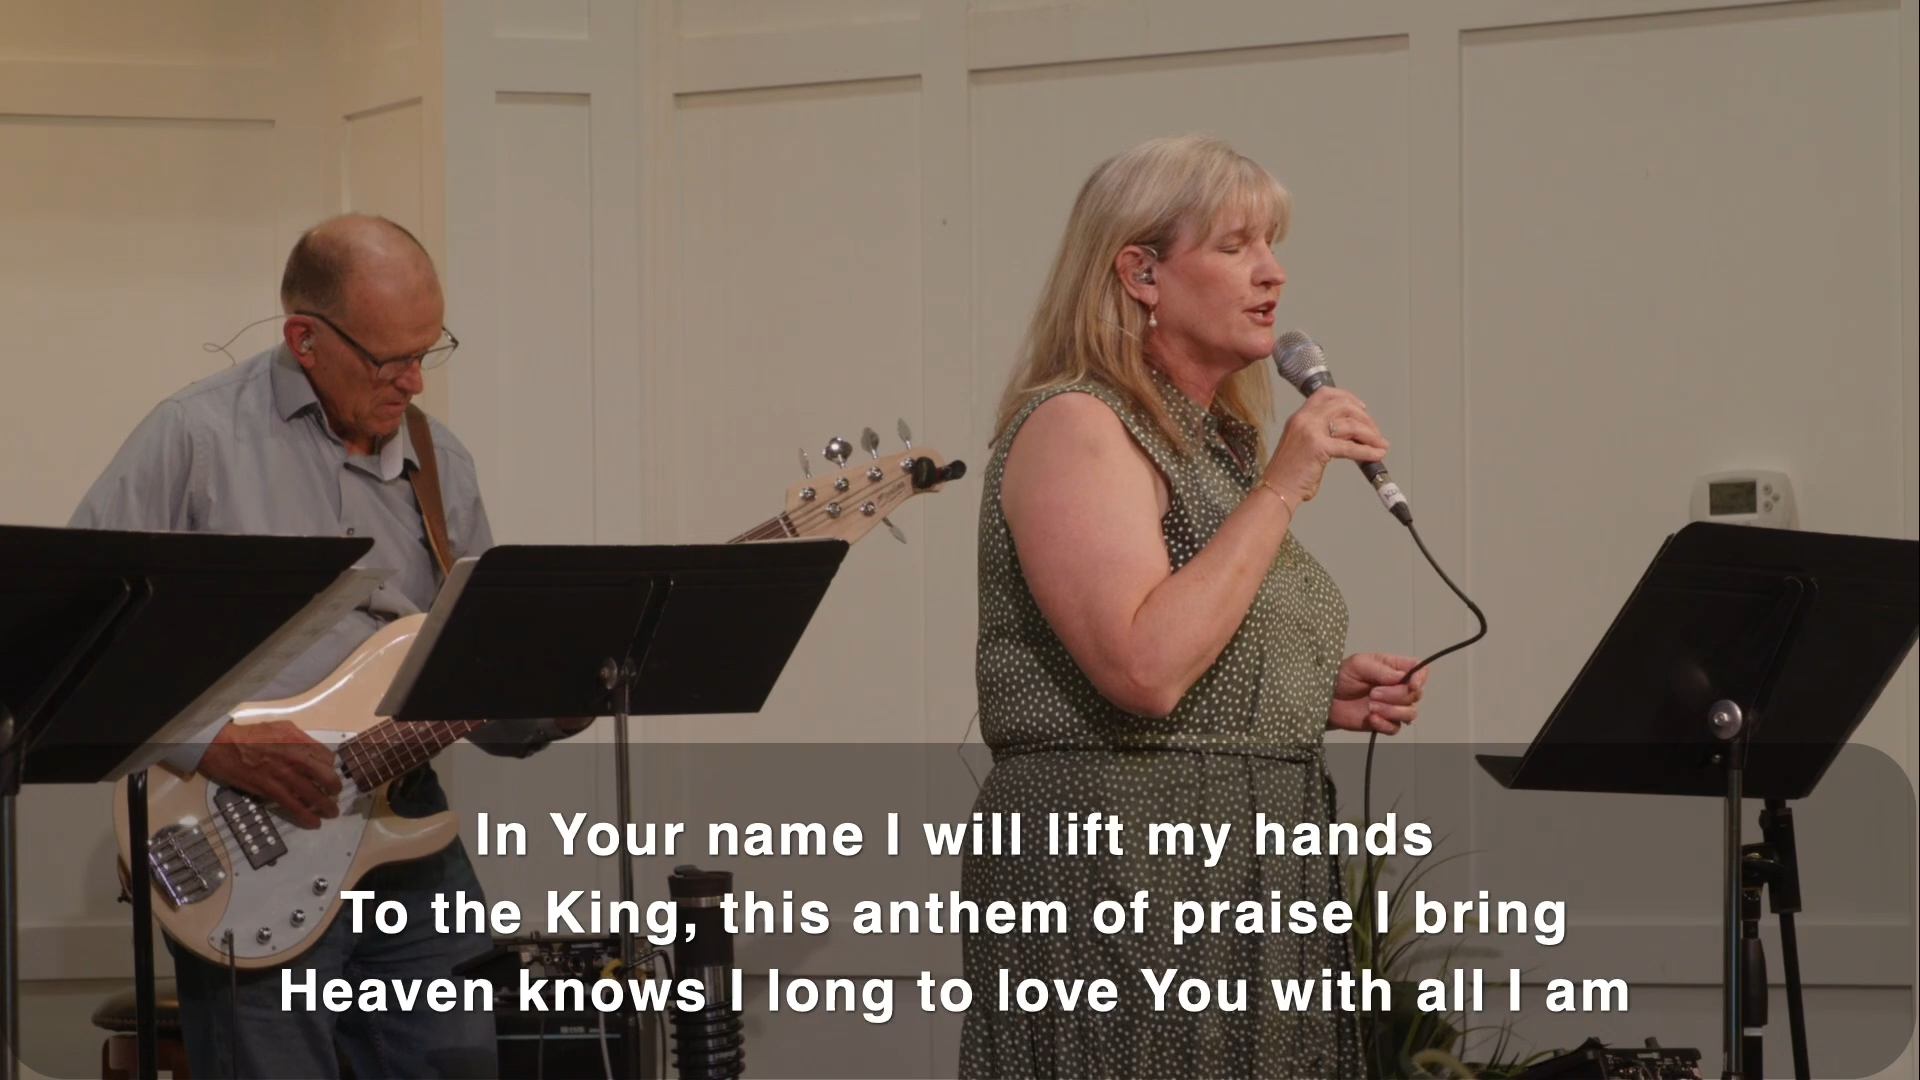 In Your name I will lift my hands
To the King, this anthem of praise I bring
Heaven knows I long to love You with all I am